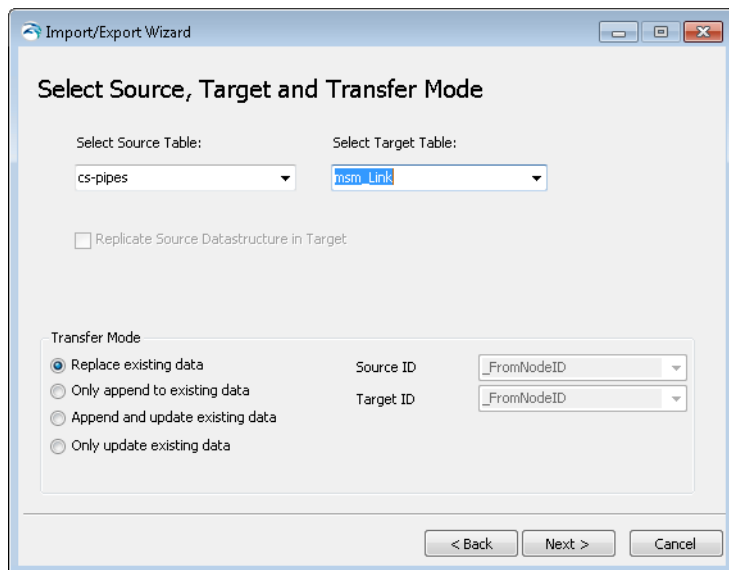 Import/Export Wizard
Select Source, Target and Transfer Mode
Select Source Table: Select Target Table:
cs-pipes msm_Link
Replicate Source Datastructure in Target
Transfer Mode
Replace existing data Source ID _FromNodeID
Only append to existing data Target ID _FromNodeID
Append and update existing data
Only update existing data
< Back Next > Cancel